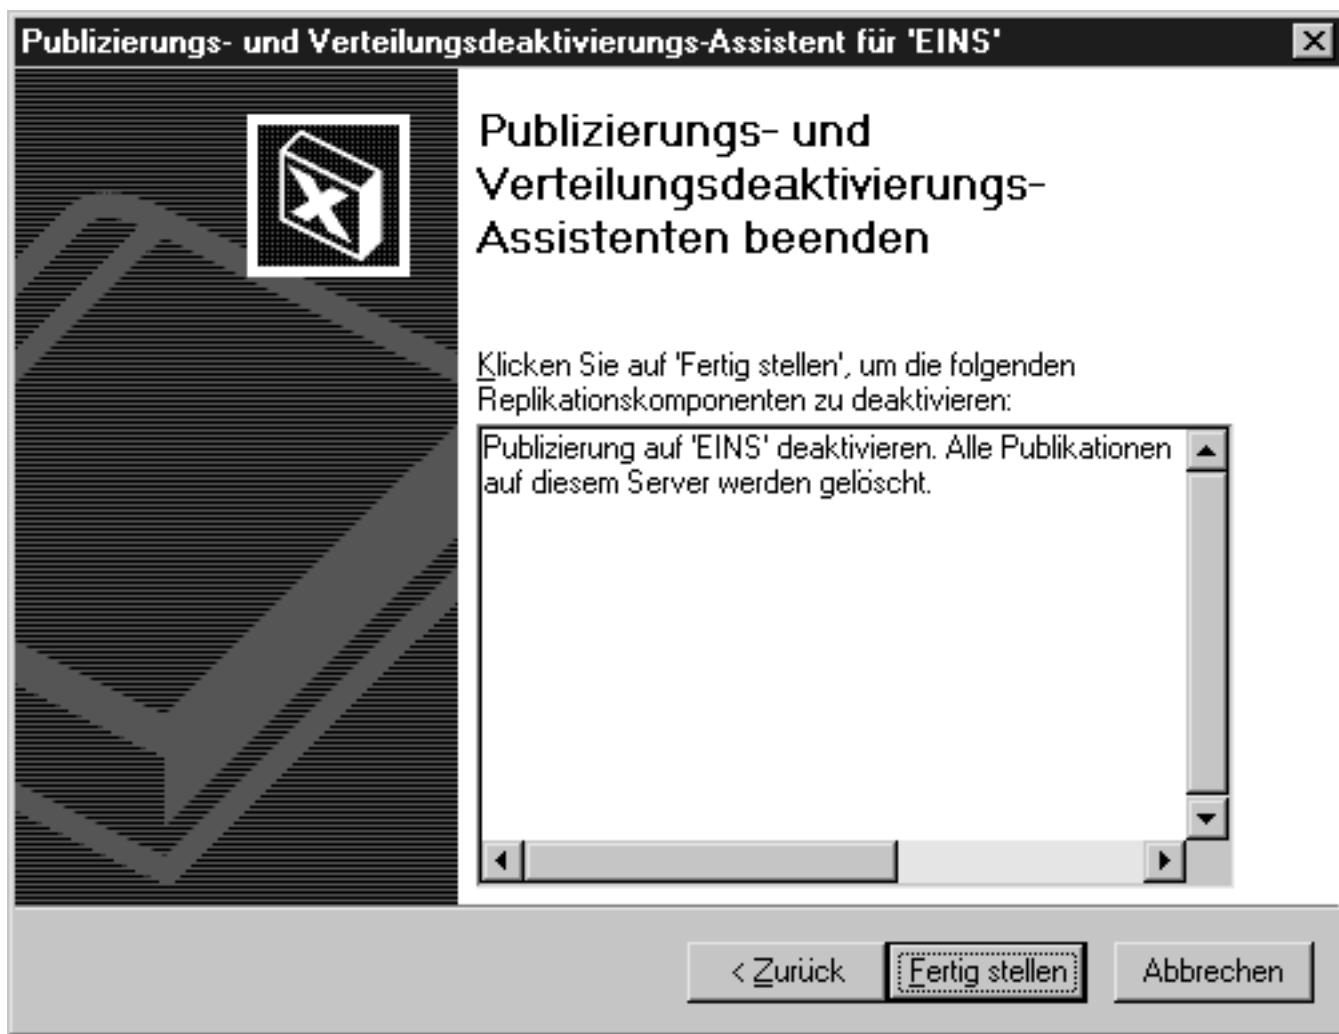 Publizierungs- und Verteilungsdeaktivierungs-Assistent für 'EINS'
Publizierungs- und
Verteilungsdeaktivierungs-
Assistenten beenden
Klicken Sie auf 'Fertig stellen', um die folgenden
Replikationskomponenten zu deaktivieren:
Publizierung auf 'EINS' deaktivieren. Alle Publikationen
auf diesem Server werden gelöscht.
< Zurück
Fertig stellen
Abbrechen